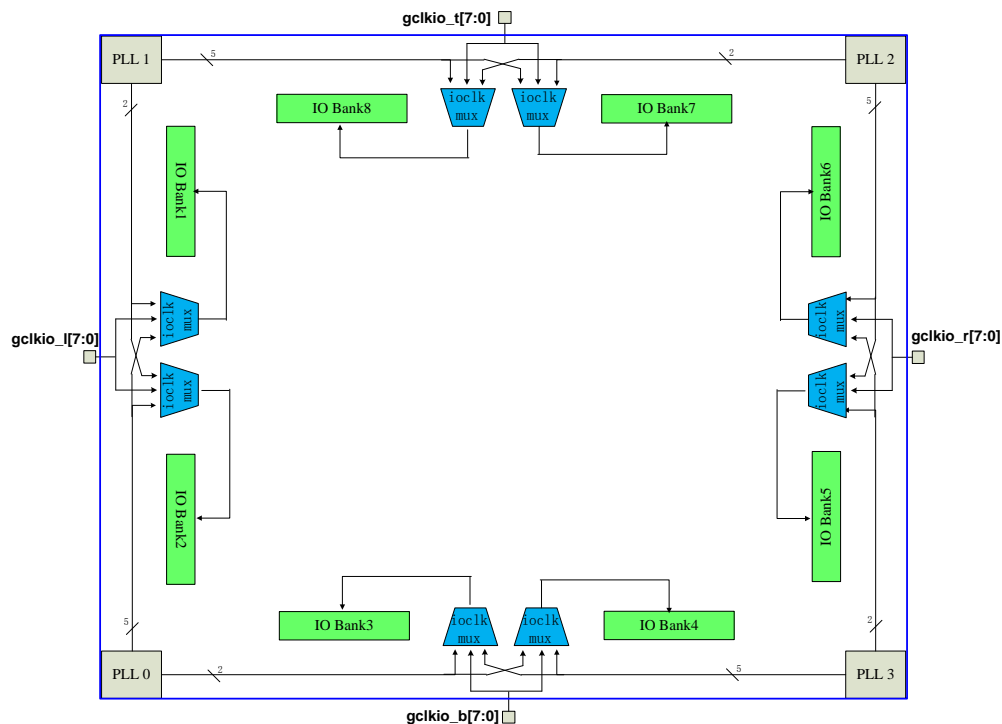 gclkio_t[7:0]
PLL 1
5
2
PLL 2
2
5
ioclk
mux
ioclk
mux
IO Bank8
IO Bank7
IO Bank1
IO Bank6
ioclk
mux
ioclk
mux
gclkio_l[7:0]
gclkio_r[7:0]
ioclk
mux
ioclk
mux
IO Bank2
IO Bank5
IO Bank3
ioclk
mux
ioclk
mux
IO Bank4
5
2
PLL 0
2
5
PLL 3
gclkio_b[7:0]